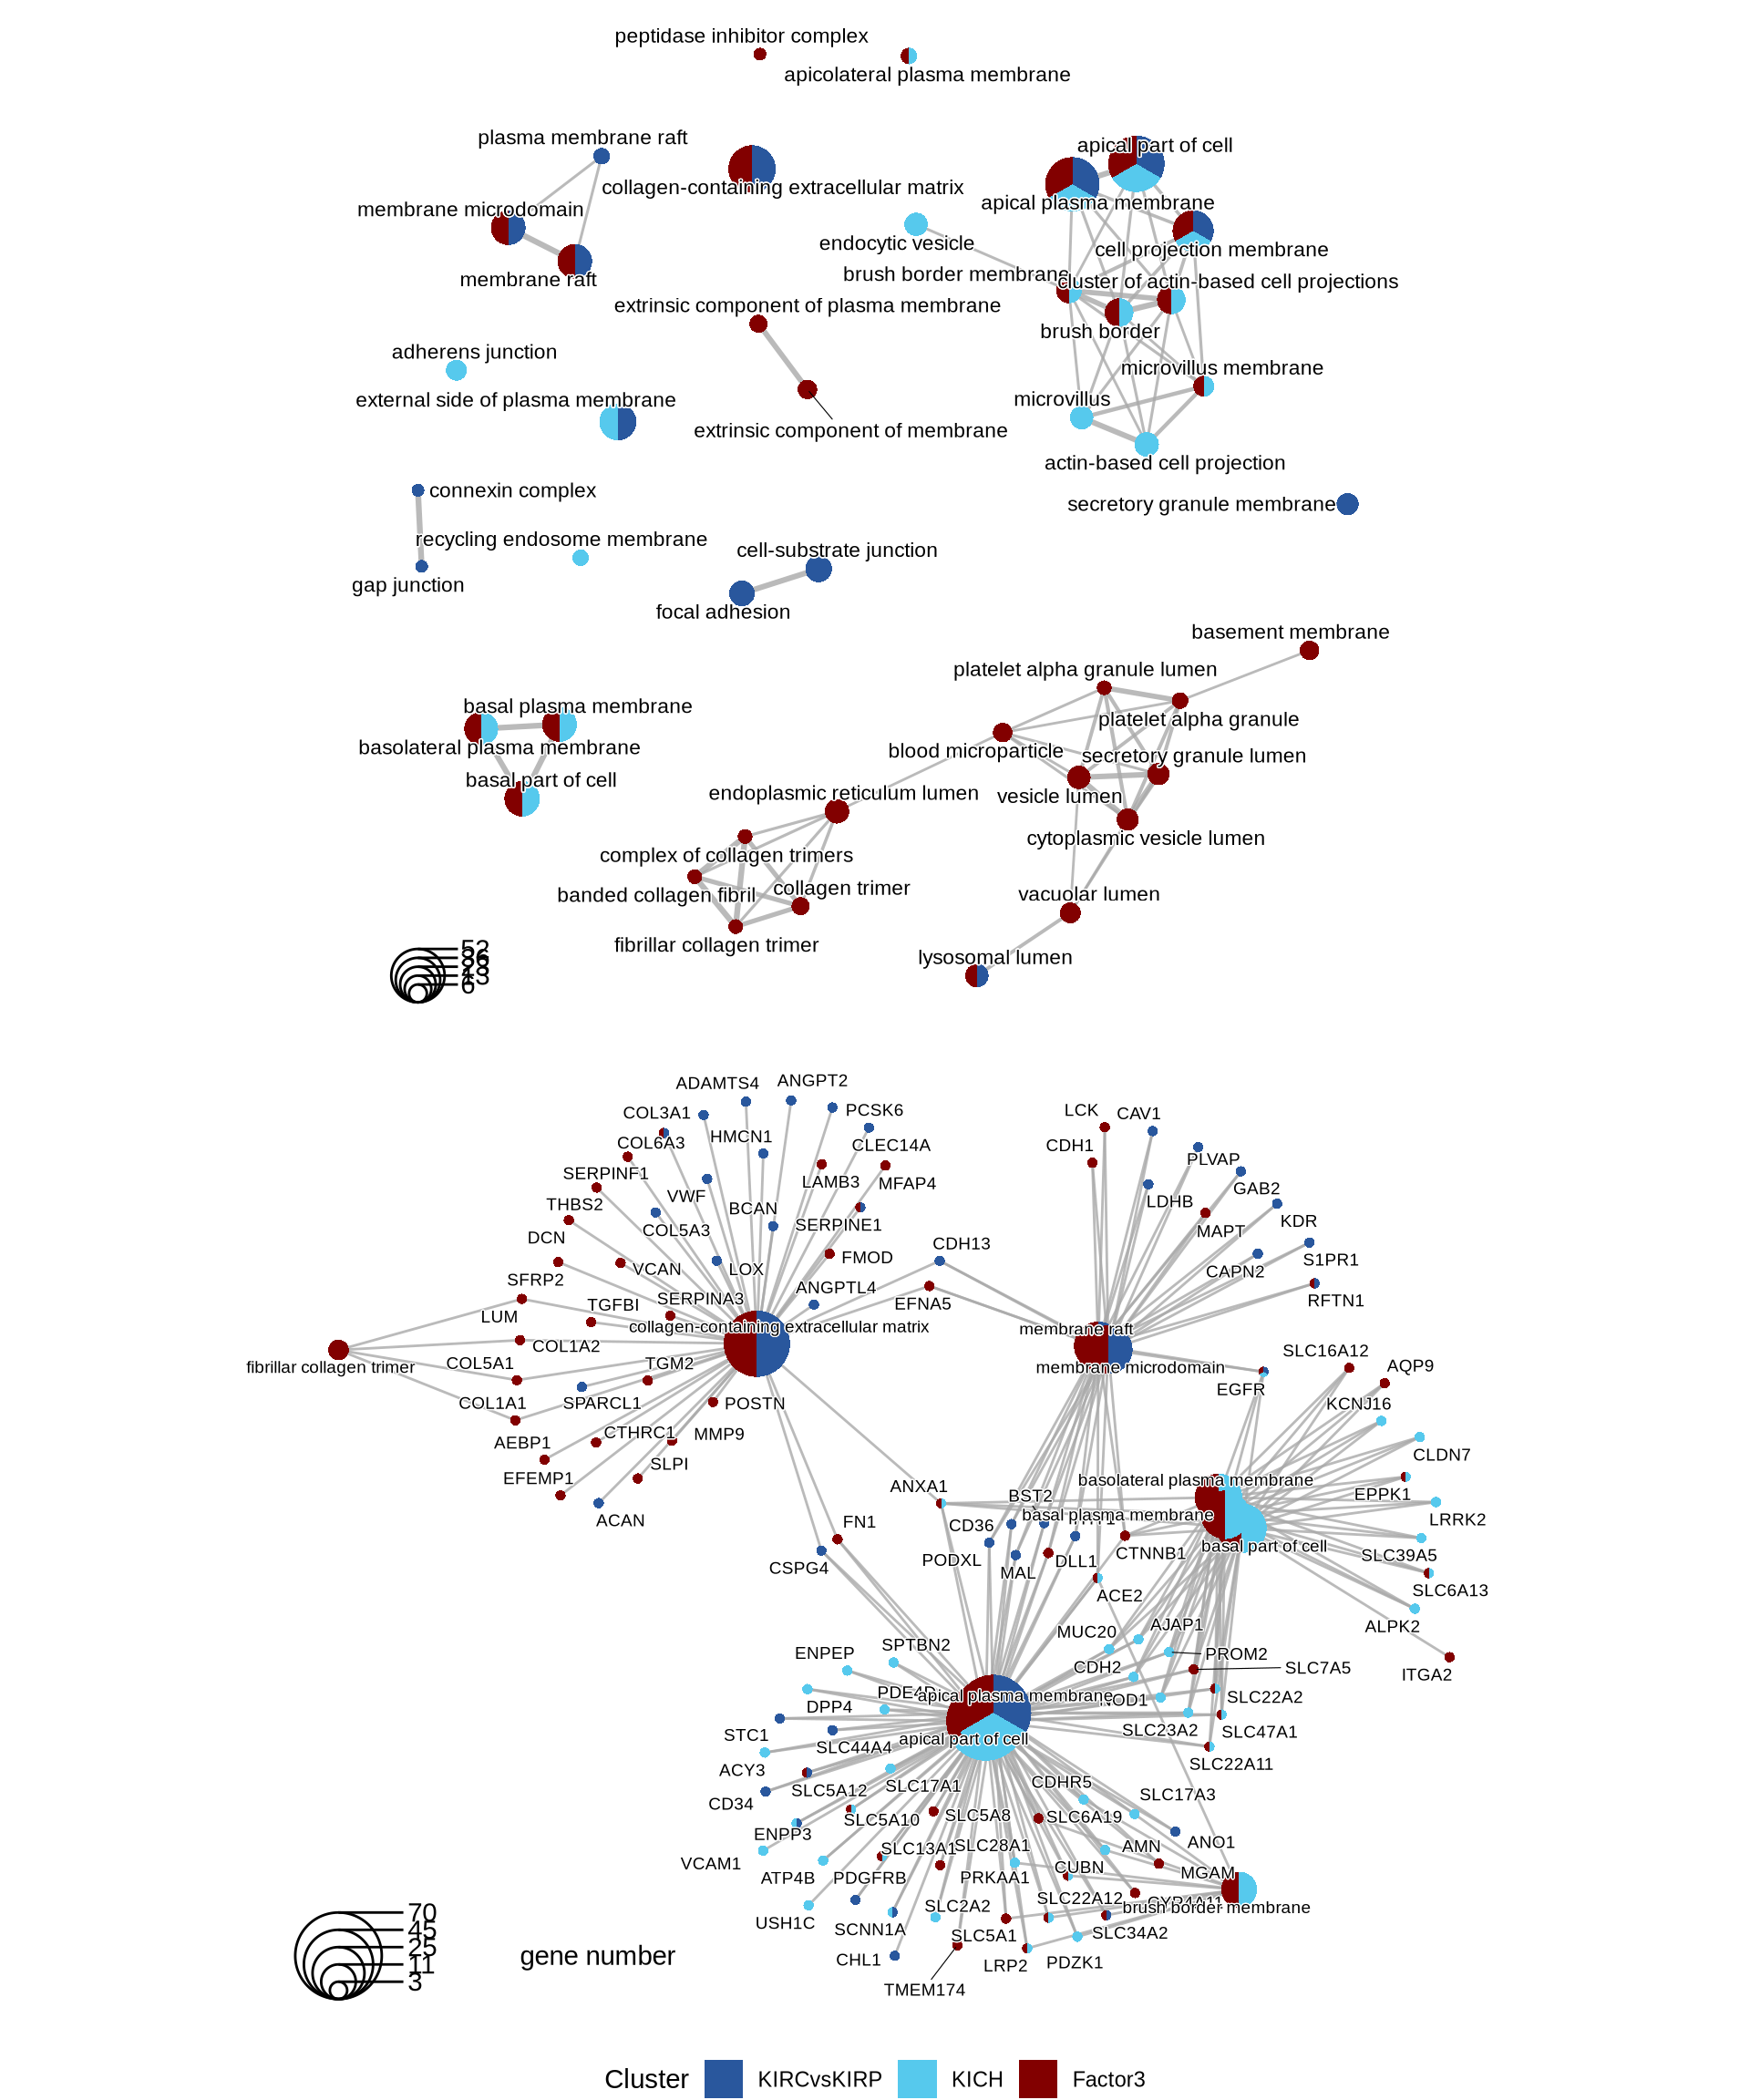 peptidase inhibitor complex
apicolateral plasma membrane
plasma membrane raft
apical part of cell
collagen-containing extracellular matrix
membrane microdomain
apical plasma membrane
endocytic vesicle
cell projection membrane
membrane raft
brush border membrane
cluster of actin-based cell projections
extrinsic component of plasma membrane
brush border
adherens junction
microvillus membrane
external side of plasma membrane
microvillus
extrinsic component of membrane
actin-based cell projection
connexin complex
secretory granule membrane
recycling endosome membrane
cell-substrate junction
gap junction
focal adhesion
basement membrane
platelet alpha granule lumen
basal plasma membrane
platelet alpha granule
basolateral plasma membrane
blood microparticle
secretory granule lumen
basal part of cell
endoplasmic reticulum lumen
vesicle lumen
cytoplasmic vesicle lumen
complex of collagen trimers
banded collagen fibril
collagen trimer
vacuolar lumen
fibrillar collagen trimer
lysosomal lumen
52
36
13
6
ADAMTS4
ANGPT2
COL3A1
PCSK6
LCK
CAV1
COL6A3
HMCN1
CLEC14A
CDH1
SERPINF1
LAMB3
MFAP4
PLVAP
THBS2
VWF
BCAN
LDHB
GAB2
DCN
COL5A3
SERPINE1
MAPT
KDR
SFRP2
VCAN
LOX
FMOD
CDH13
CAPN2
S1PR1
LUM
TGFBI
SERPINA3
ANGPTL4
EFNA5
RFTN1
collagen-containing extracellular matrix
membrane raft
fibrillar collagen trimer
COL1A2
COL5A1
TGM2
membrane microdomain
SLC16A12
AQP9
COL1A1
SPARCL1
POSTN
EGFR
KCNJ16
AEBP1
CTHRC1
MMP9
CLDN7
EFEMP1
SLPI
ANXA1
BST2
basolateral plasma membrane
EPPK1
ACAN
FN1
CD36
basal plasma membrane
LRRK2
CSPG4
PODXL
MAL
DLL1
CTNNB1
basal part of cell
SLC39A5
ACE2
SLC6A13
ALPK2
ENPEP
SPTBN2
MUC20
AJAP1
PROM2
SLC7A5
ITGA2
CDH2
DPP4
apical plasma membrane
NOD1
SLC22A2
STC1
SLC44A4
apical part of cell
SLC23A2
SLC47A1
ACY3
SLC22A11
CD34
SLC5A12
SLC17A1
CDHR5
SLC17A3
ENPP3
SLC5A10
SLC5A8
SLC6A19
ANO1
VCAM1
SLC13A1
SLC28A1
AMN
ATP4B
PDGFRB
PRKAA1
CUBN
MGAM
USH1C
SCNN1A
SLC2A2
SLC22A12
brush border membrane
CHL1
SLC5A1
SLC34A2
TMEM174
LRP2
PDZK1
70
45
25
11
3
gene number
Cluster
KIRCvsKIRP
KICH
Factor3